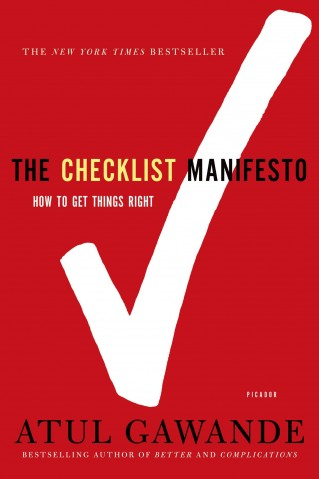 THE NEW YORK TIMES BESTSELLER
THE CHECKLIST MANIFESTO
HOW TO GET THINGS RIGHT
PICADOR
ATUL GAWANDE
BESTSELLING AUTHOR OF BETTER AND COMPLICATIONS